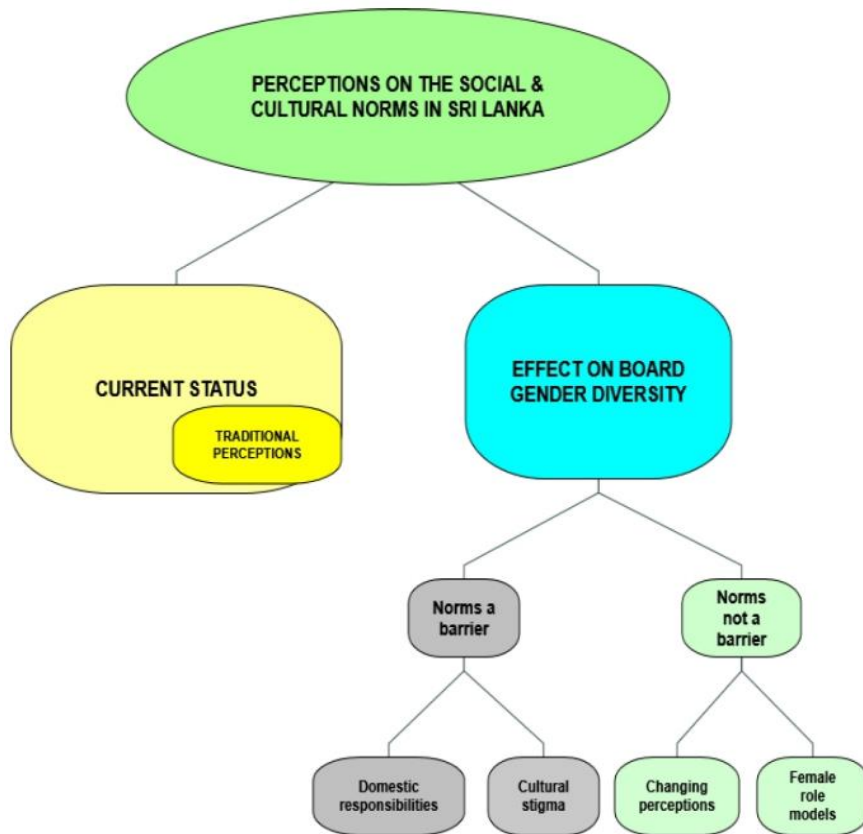 PERCEPTIONS ON THE SOCIAL &
CULTURAL NORMS IN SRI LANKA
CURRENT STATUS
TRADITIONAL
PERCEPTIONS
EFFECT ON BOARD
GENDER DIVERSITY
Norms a
barrier
Norms
not a
barrier
Domestic
responsibilities
Cultural
stigma
Changing
perceptions
Female
role
models